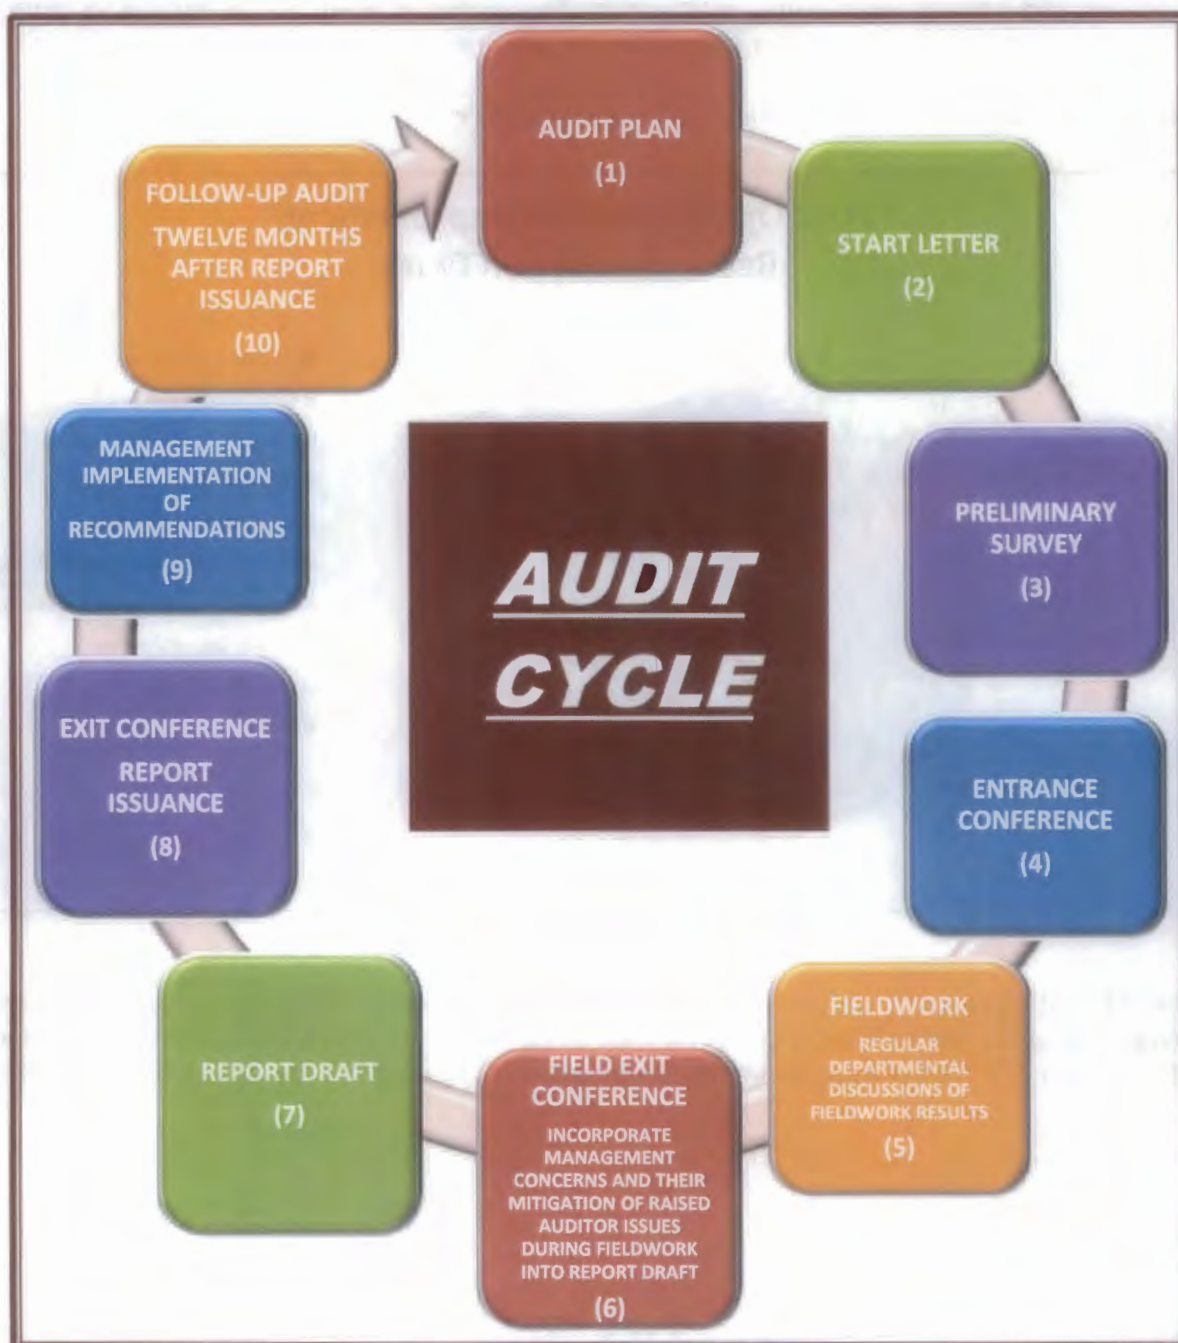 AUDIT PLAN
(1)
START LETTER
(2)
PRELIMINARY
SURVEY
(3)
ENTRANCE
CONFERENCE
(4)
FIELDWORK
REGULAR
DEPARTMENTAL
DISCUSSIONS OF
FIELDWORK RESULTS
(5)
FIELD EXIT
CONFERENCE
INCORPORATE
MANAGEMENT
CONCERNS AND THEIR
MITIGATION OF RAISED
AUDITOR ISSUES
DURING FIELDWORK
INTO REPORT DRAFT
(6)
REPORT DRAFT
(7)
EXIT CONFERENCE
REPORT
ISSUANCE
(8)
MANAGEMENT
IMPLEMENTATION
OF
RECOMMENDATIONS
(9)
FOLLOW-UP AUDIT
TWELVE MONTHS
AFTER REPORT
ISSUANCE
(10)
AUDIT
CYCLE